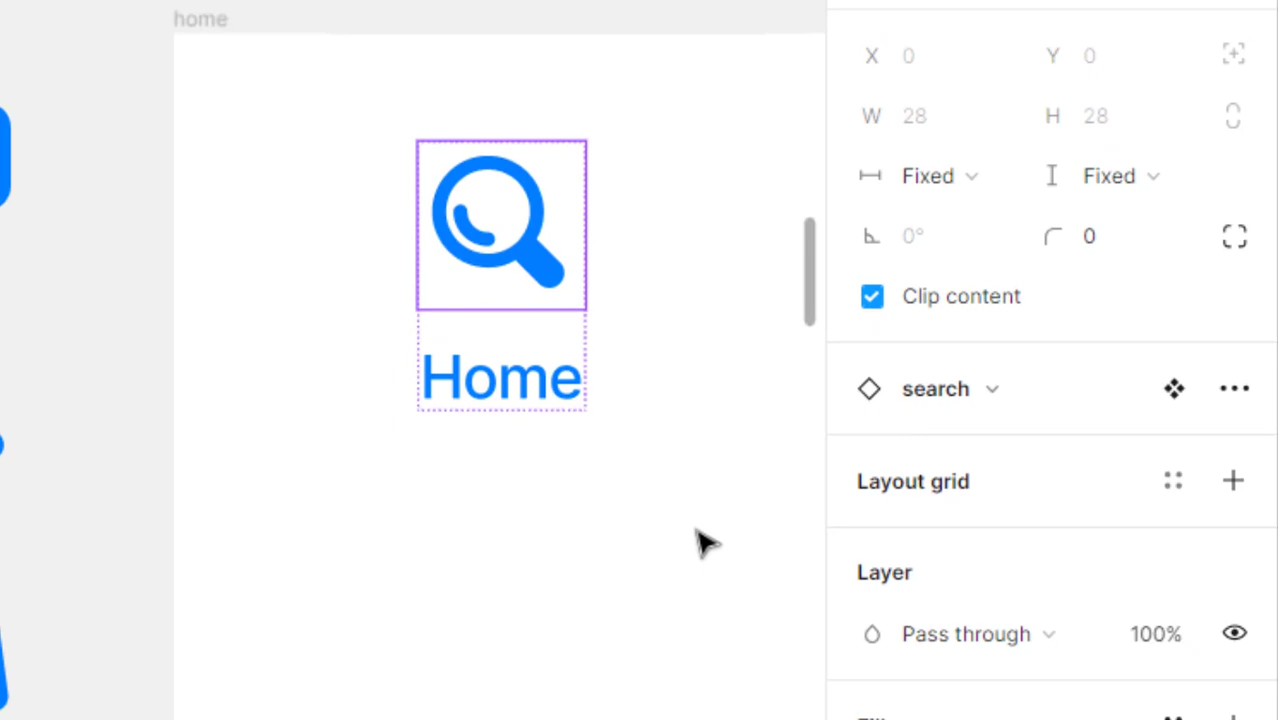 home
Home
X 0 Y 0
W 28 H 28
Fixed Fixed
0° 0
Clip content
search
Layout grid
Layer
Pass through 100%